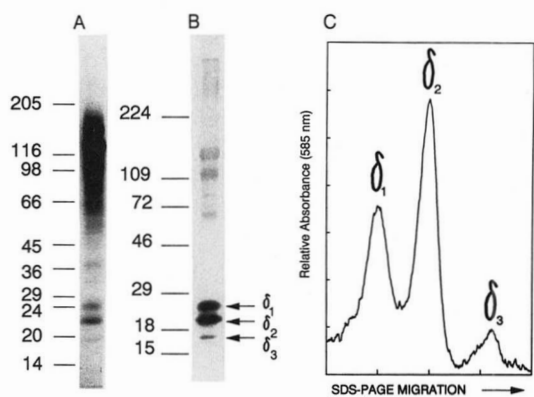 A
205
116
98
66
45
36
29
24
20
14
B
224
109
72
46
29
18
15
δ1
δ2
δ3
C
Relative Absorbance (585 nm)
δ1
δ2
δ3
SDS-PAGE MIGRATION